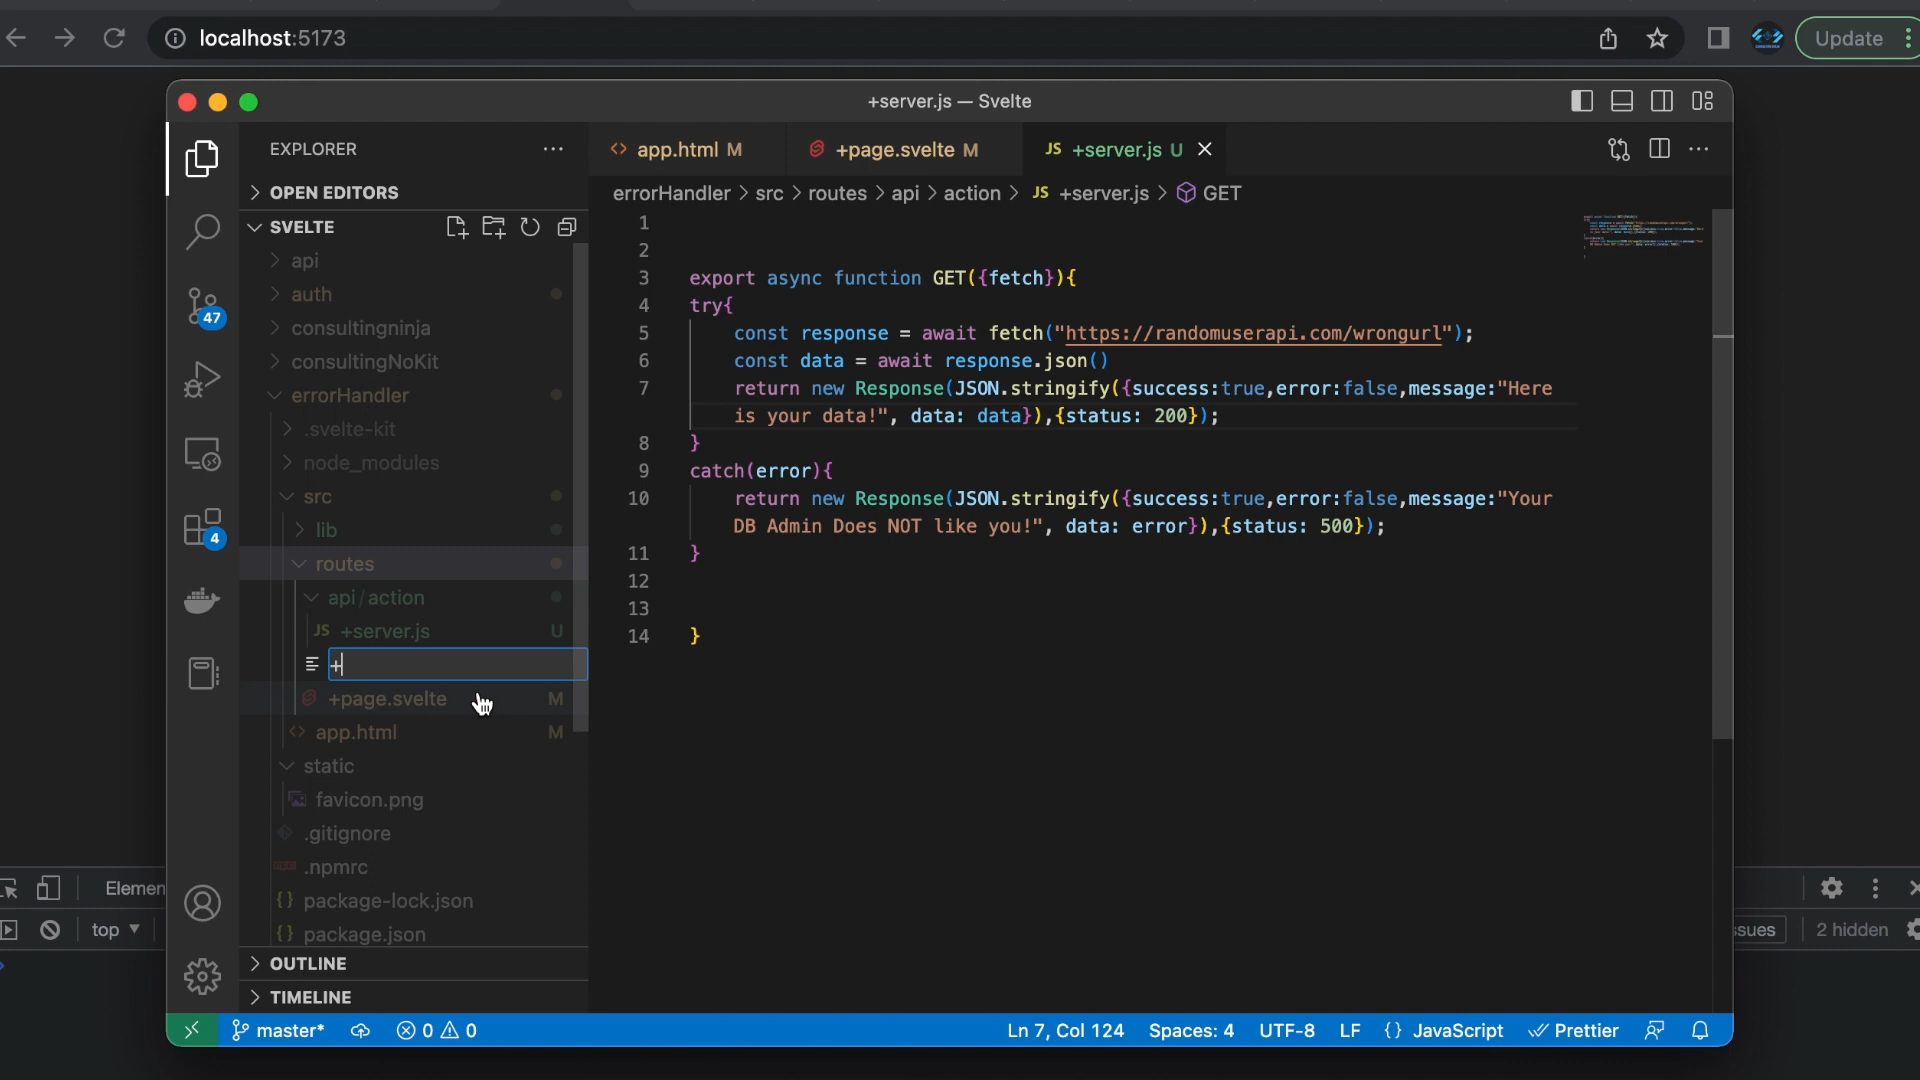 localhost:5173
Update
+server.js — Svelte
EXPLORER
OPEN EDITORS
SVELTE
api
auth
consultingninja
consultingNoKit
errorHandler
.svelte-kit
node_modules
src
lib
routes
api/action
JS +server.js U
+
+page.svelte M
app.html M
static
favicon.png
.gitignore
.npmrc
package-lock.json
package.json
OUTLINE
TIMELINE
47
4
app.html M
+page.svelte M
JS +server.js U
errorHandler > src > routes > api > action > JS +server.js > GET
1
2
3 export async function GET({fetch}){
4 try{
5 const response = await fetch("https://randomuserapi.com/wrongurl");
6 const data = await response.json()
7 return new Response(JSON.stringify({success:true,error:false,message:"Here
is your data!", data: data}),{status: 200});
8 }
9 catch(error){
10 return new Response(JSON.stringify({success:true,error:false,message:"Your
DB Admin Does NOT like you!", data: error}),{status: 500});
11 }
12
13
14 }
Elemen
top
ssues
2 hidden
master* 0 0 Ln 7, Col 124 Spaces: 4 UTF-8 LF {} JavaScript Prettier